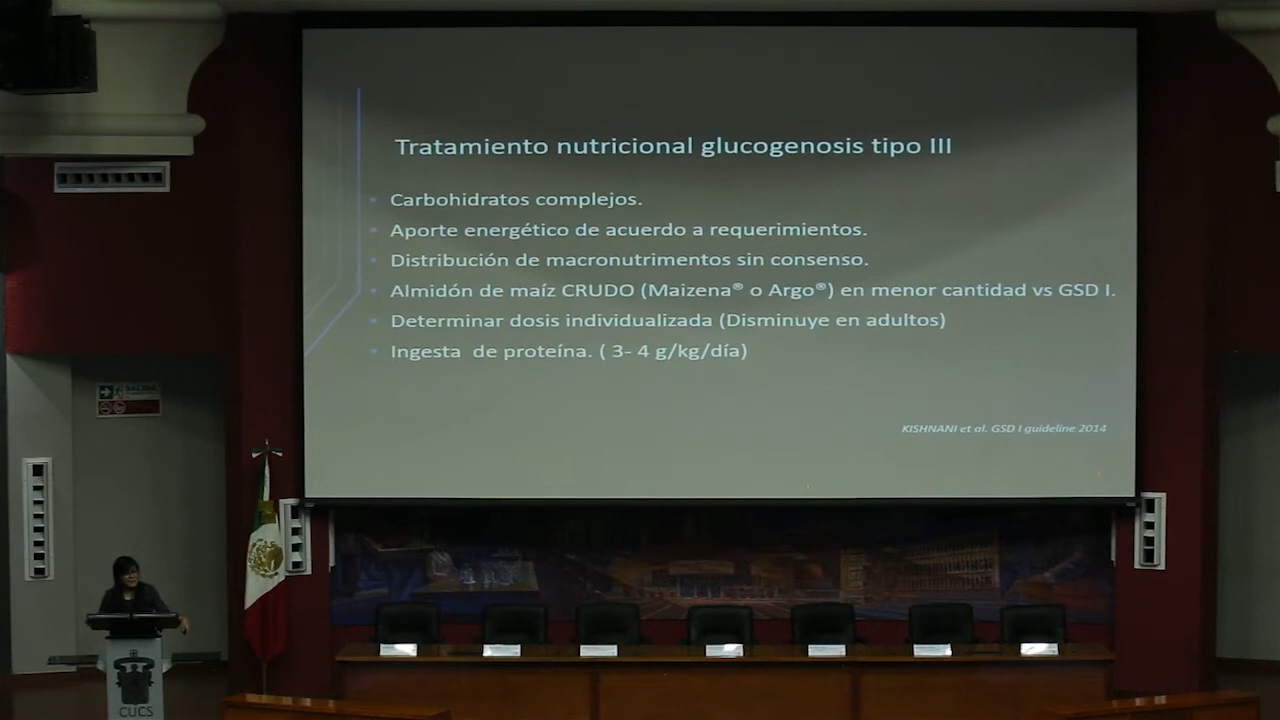 Tratamiento nutricional glucogenosis tipo III
• Carbohidratos complejos.
• Aporte energético de acuerdo a requerimientos.
• Distribución de macronutrimentos sin consenso.
• Almidón de maíz CRUDO (Maizena® o Argo®) en menor cantidad vs GSD I.
• Determinar dosis individualizada (Disminuye en adultos)
• Ingesta de proteína. ( 3- 4 g/kg/día)
KISHNANI et al. GSD I guideline 2014
SALIDA
CUCS